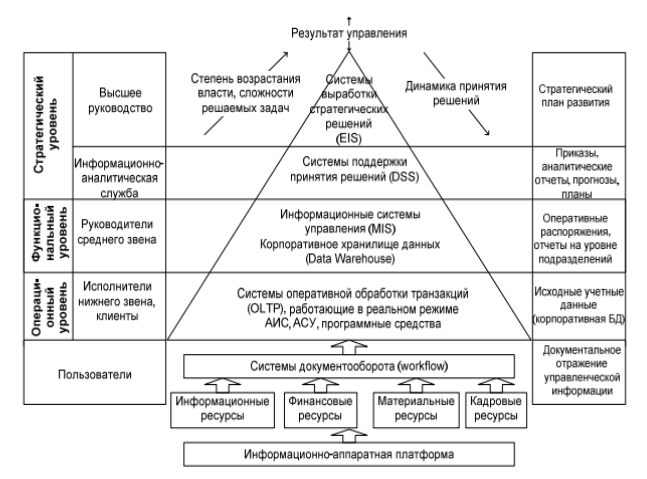 Результат управления
Стратегический
уровень
Высшее
руководство
Степень возрастания
власти, сложности
решаемых задач
Системы
выработки
стратегических
решений
(EIS)
Динамика принятия
решений
Стратегический
план развития
Информационно-
аналитическая
служба
Системы поддержки
принятия решений (DSS)
Приказы,
аналитические
отчеты, прогнозы,
планы
Функцио-
нальный
уровень
Руководители
среднего звена
Информационные системы
управления (MIS)
Корпоративное хранилище данных
(Data Warehouse)
Оперативные
распоряжения,
отчеты на уровне
подразделений
Операци-
онный
уровень
Исполнители
нижнего звена,
клиенты
Системы оперативной обработки транзакций
(OLTP), работающие в реальном режиме
АИС, АСУ, программные средства
Исходные учетные
данные
(корпоративная БД)
Пользователи
Системы документооборота (workflow)
Документальное
отражение
управленческой
информации
Информационные
ресурсы
Финансовые
ресурсы
Материальные
ресурсы
Кадровые
ресурсы
Информационно-аппаратная платформа